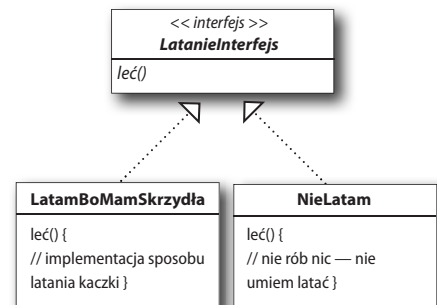 << interfejs >>
LatanieInterfejs
leć()
LatamBoMamSkrzydła
leć() {
// implementacja sposobu
latania kaczki }
NieLatam
leć() {
// nie rób nic — nie
umiem latać }